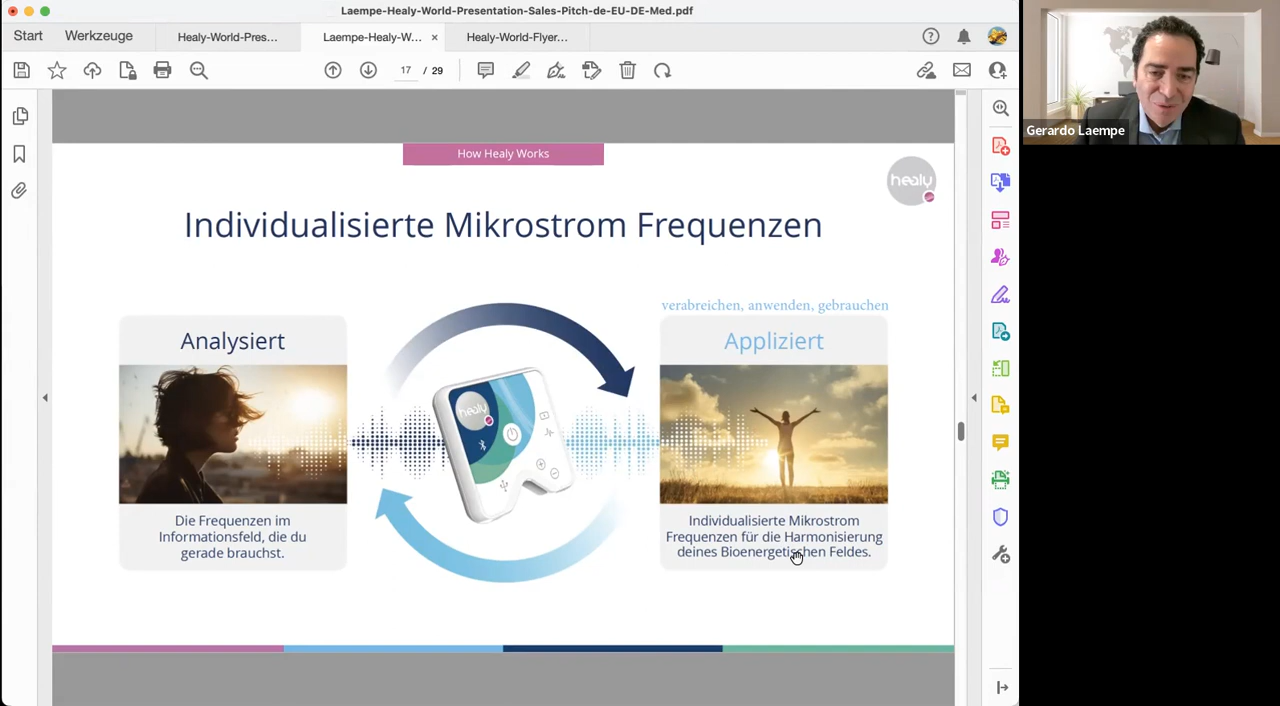 Laempe-Healy-World-Presentation-Sales-Pitch-de-EU-DE-Med.pdf
Start
Werkzeuge
Healy-World-Pres...
Laempe-Healy-W...
×
Healy-World-Flyer...
17 / 29
Gerardo Laempe
How Healy Works
healy
Individualisierte Mikrostrom Frequenzen
verabreichen, anwenden, gebrauchen
Analysiert
Die Frequenzen im
Informationsfeld, die du
gerade brauchst.
healy
Appliziert
Individualisierte Mikrostrom
Frequenzen für die Harmonisierung
deines Bioenergetischen Feldes.